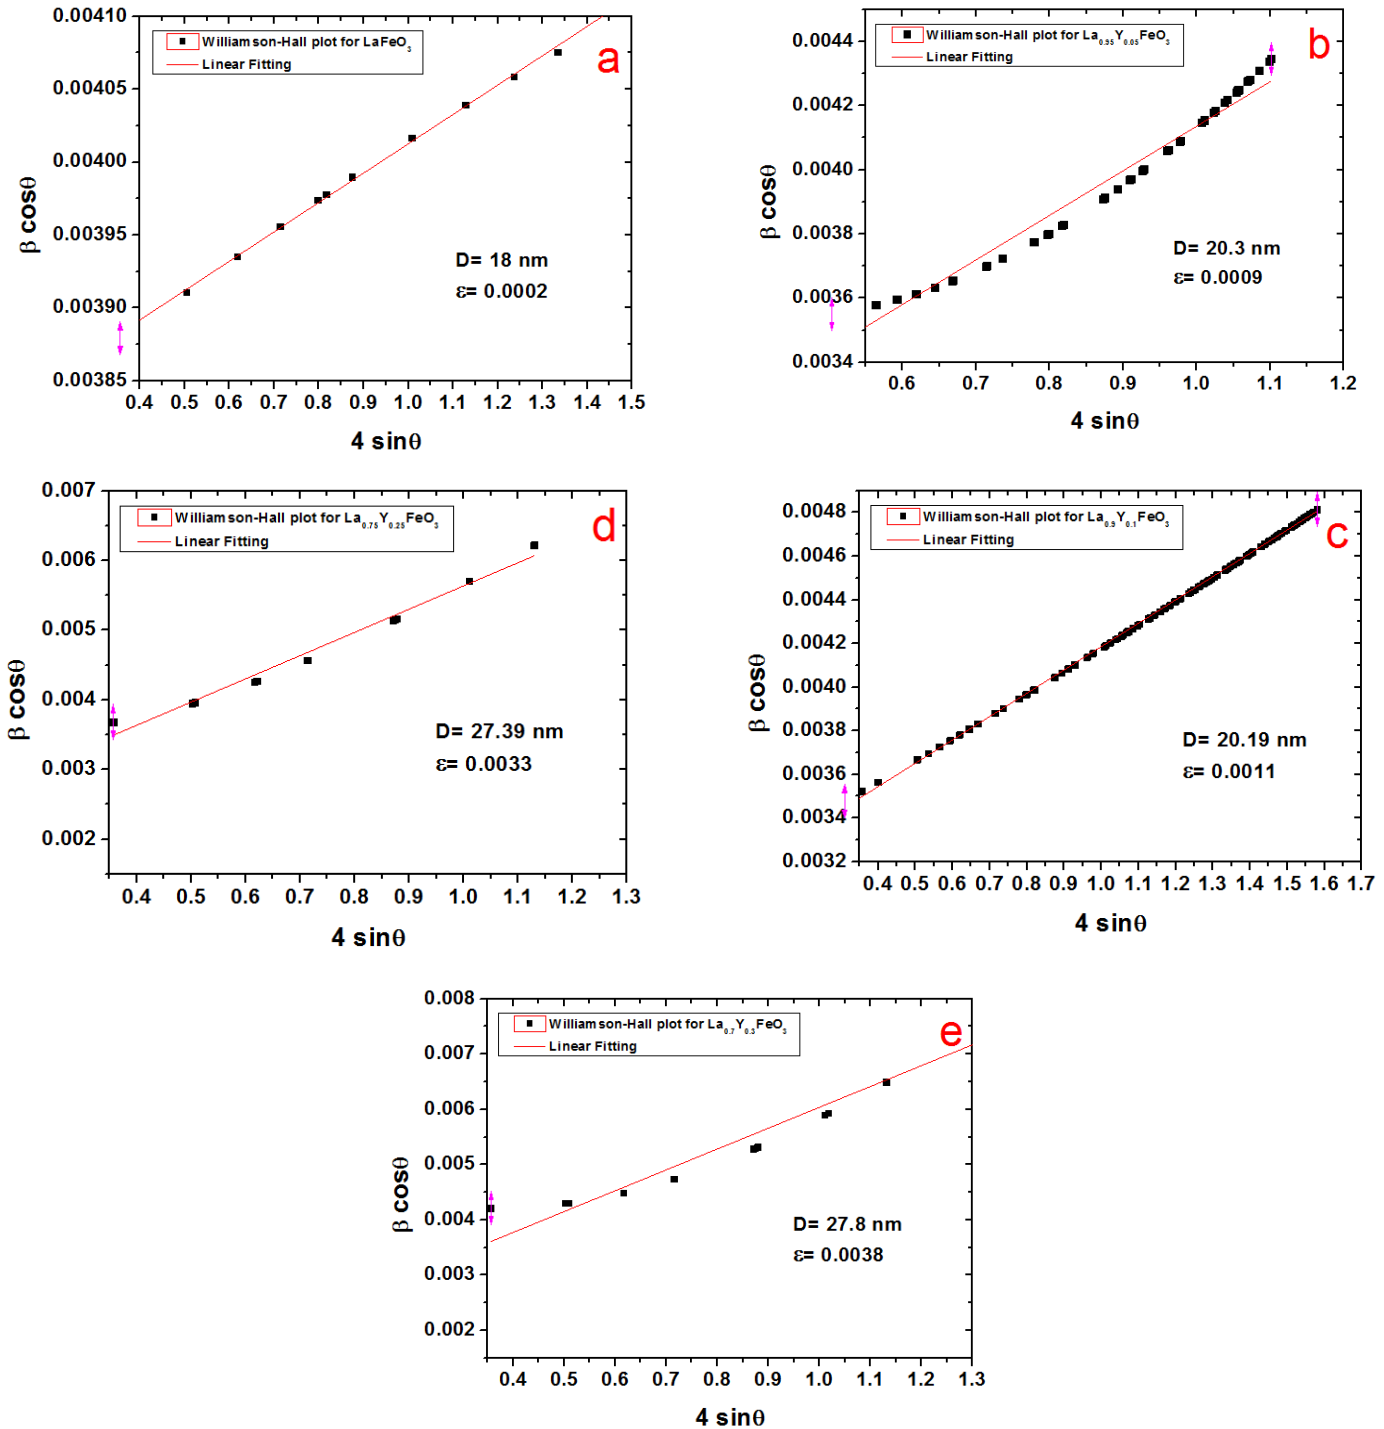 Williamson-Hall plot for LaFeO₃
Linear Fitting
a
0.00410
0.00405
0.00400
0.00395
0.00390
0.00385
β cosθ
D= 18 nm
ε= 0.0002
0.4 0.5 0.6 0.7 0.8 0.9 1.0 1.1 1.2 1.3 1.4 1.5
4 sinθ
Williamson-Hall plot for La₀.₉₅Y₀.₀₅FeO₃
Linear Fitting
b
0.0044
0.0042
0.0040
0.0038
0.0036
0.0034
β cosθ
D= 20.3 nm
ε= 0.0009
0.6 0.7 0.8 0.9 1.0 1.1 1.2
4 sinθ
Williamson-Hall plot for La₀.₇₅Y₀.₂₅FeO₃
Linear Fitting
d
0.007
0.006
0.005
0.004
0.003
0.002
β cosθ
D= 27.39 nm
ε= 0.0033
0.4 0.5 0.6 0.7 0.8 0.9 1.0 1.1 1.2 1.3
4 sinθ
Williamson-Hall plot for La₀.₉Y₀.₁FeO₃
Linear Fitting
c
0.0048
0.0046
0.0044
0.0042
0.0040
0.0038
0.0036
0.0034
0.0032
β cosθ
D= 20.19 nm
ε= 0.0011
0.4 0.5 0.6 0.7 0.8 0.9 1.0 1.1 1.2 1.3 1.4 1.5 1.6 1.7
4 sinθ
Williamson-Hall plot for La₀.₇Y₀.₃FeO₃
Linear Fitting
e
0.008
0.007
0.006
0.005
0.004
0.003
0.002
β cosθ
D= 27.8 nm
ε= 0.0038
0.4 0.5 0.6 0.7 0.8 0.9 1.0 1.1 1.2 1.3
4 sinθ